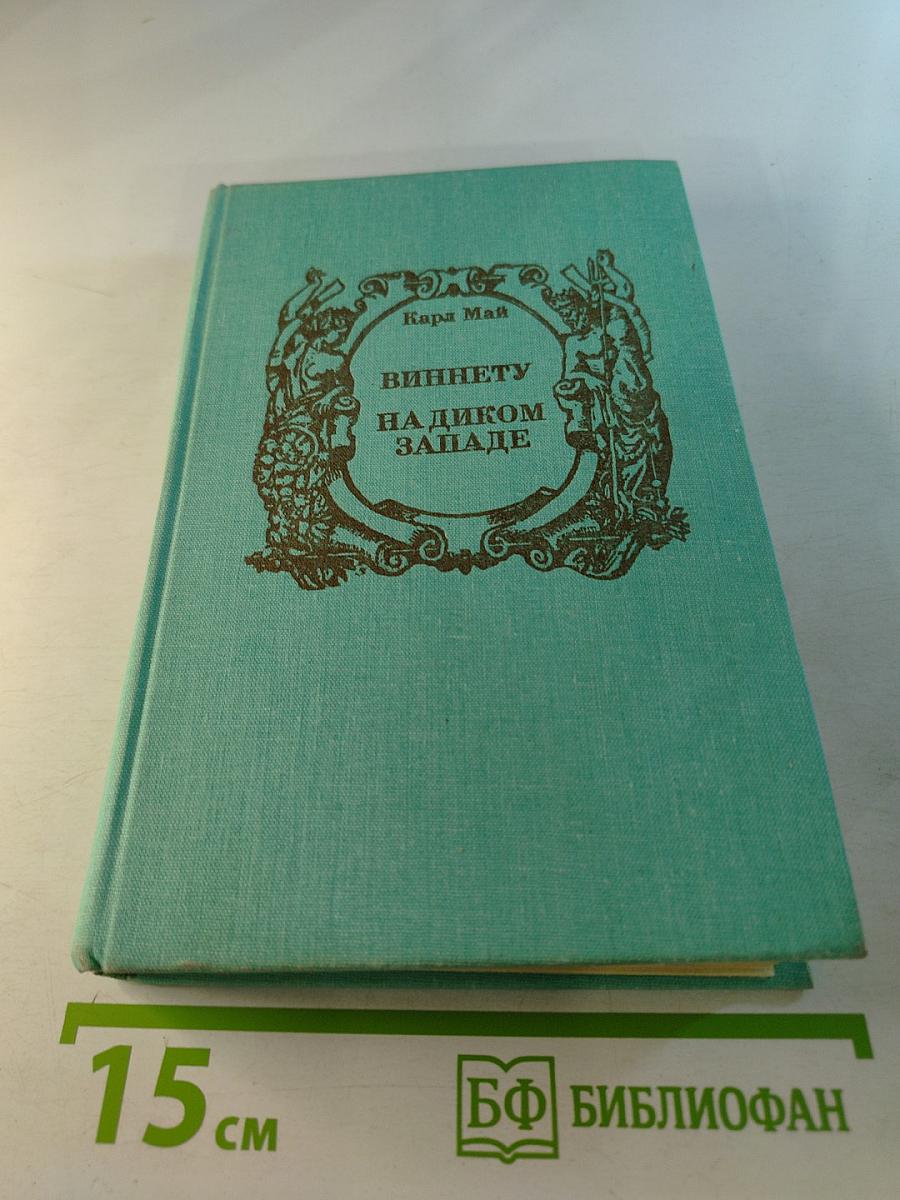 Карл Май
ВИННЕТУ
НА ДИКОМ
ЗАПАДЕ
15 см
БФ БИБЛИОФАН